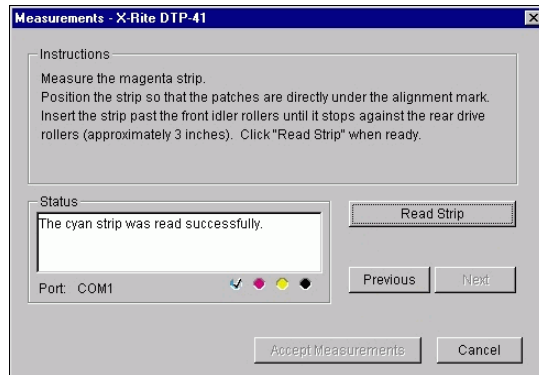 Measurements - X-Rite DTP-41
Instructions
Measure the magenta strip.
Position the strip so that the patches are directly under the alignment mark.
Insert the strip past the front idler rollers until it stops against the rear drive
rollers (approximately 3 inches). Click "Read Strip" when ready.
Status
The cyan strip was read successfully.
Read Strip
Port: COM1
Previous
Next
Accept Measurements
Cancel